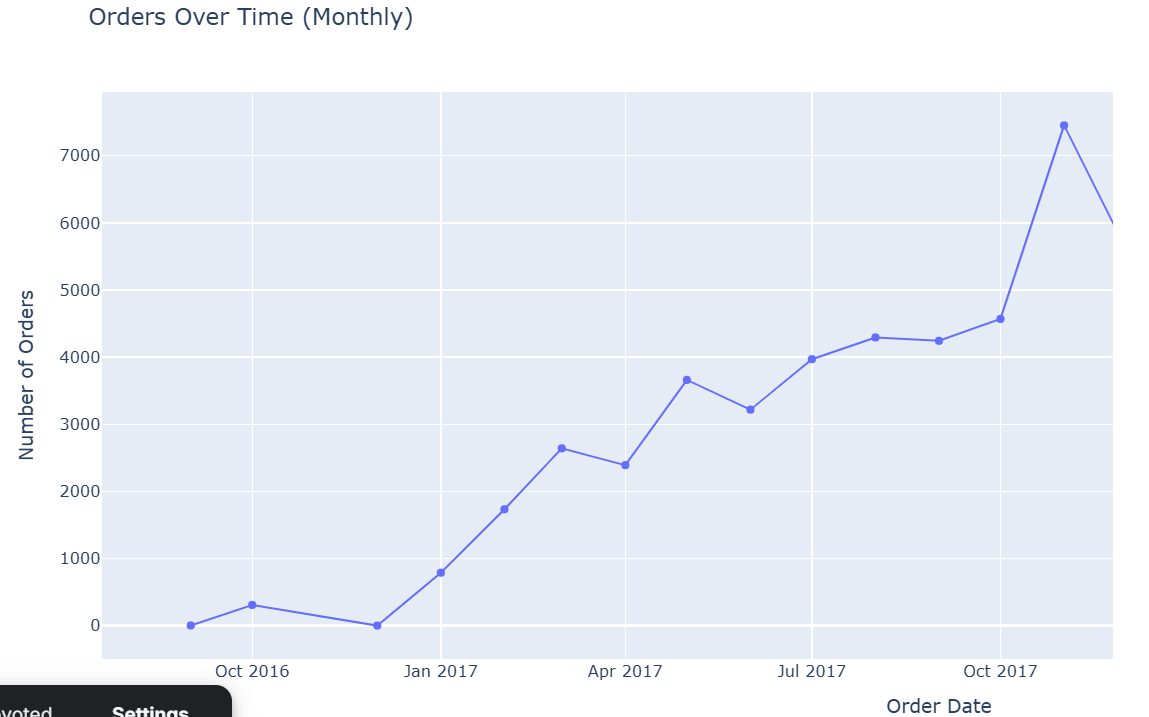 Orders Over Time (Monthly)
7000
6000
5000
4000
3000
2000
1000
0
Number of Orders
Oct 2016 Jan 2017 Apr 2017 Jul 2017 Oct 2017
Order Date
Settings